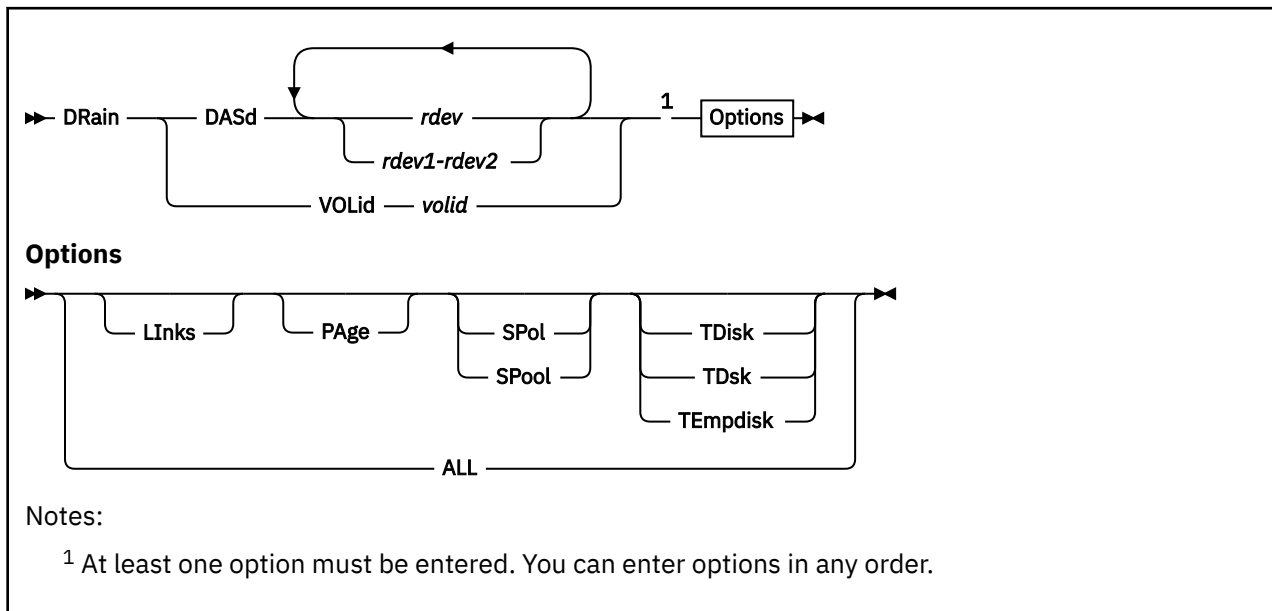 DRain DASd rdev 1 Options
rdev1-rdev2
VOLid volid
Options
LInks PAge SPol TDisk
SPool TDsk
TEmpdisk
ALL
Notes:
1 At least one option must be entered. You can enter options in any order.